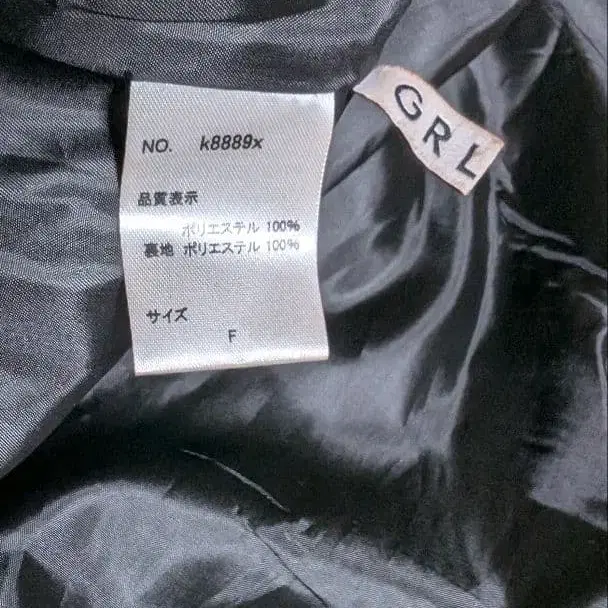 NO. k8889x
品質表示
ポリエステル 100%
裏地 ポリエステル 100%
サイズ
F
GRL